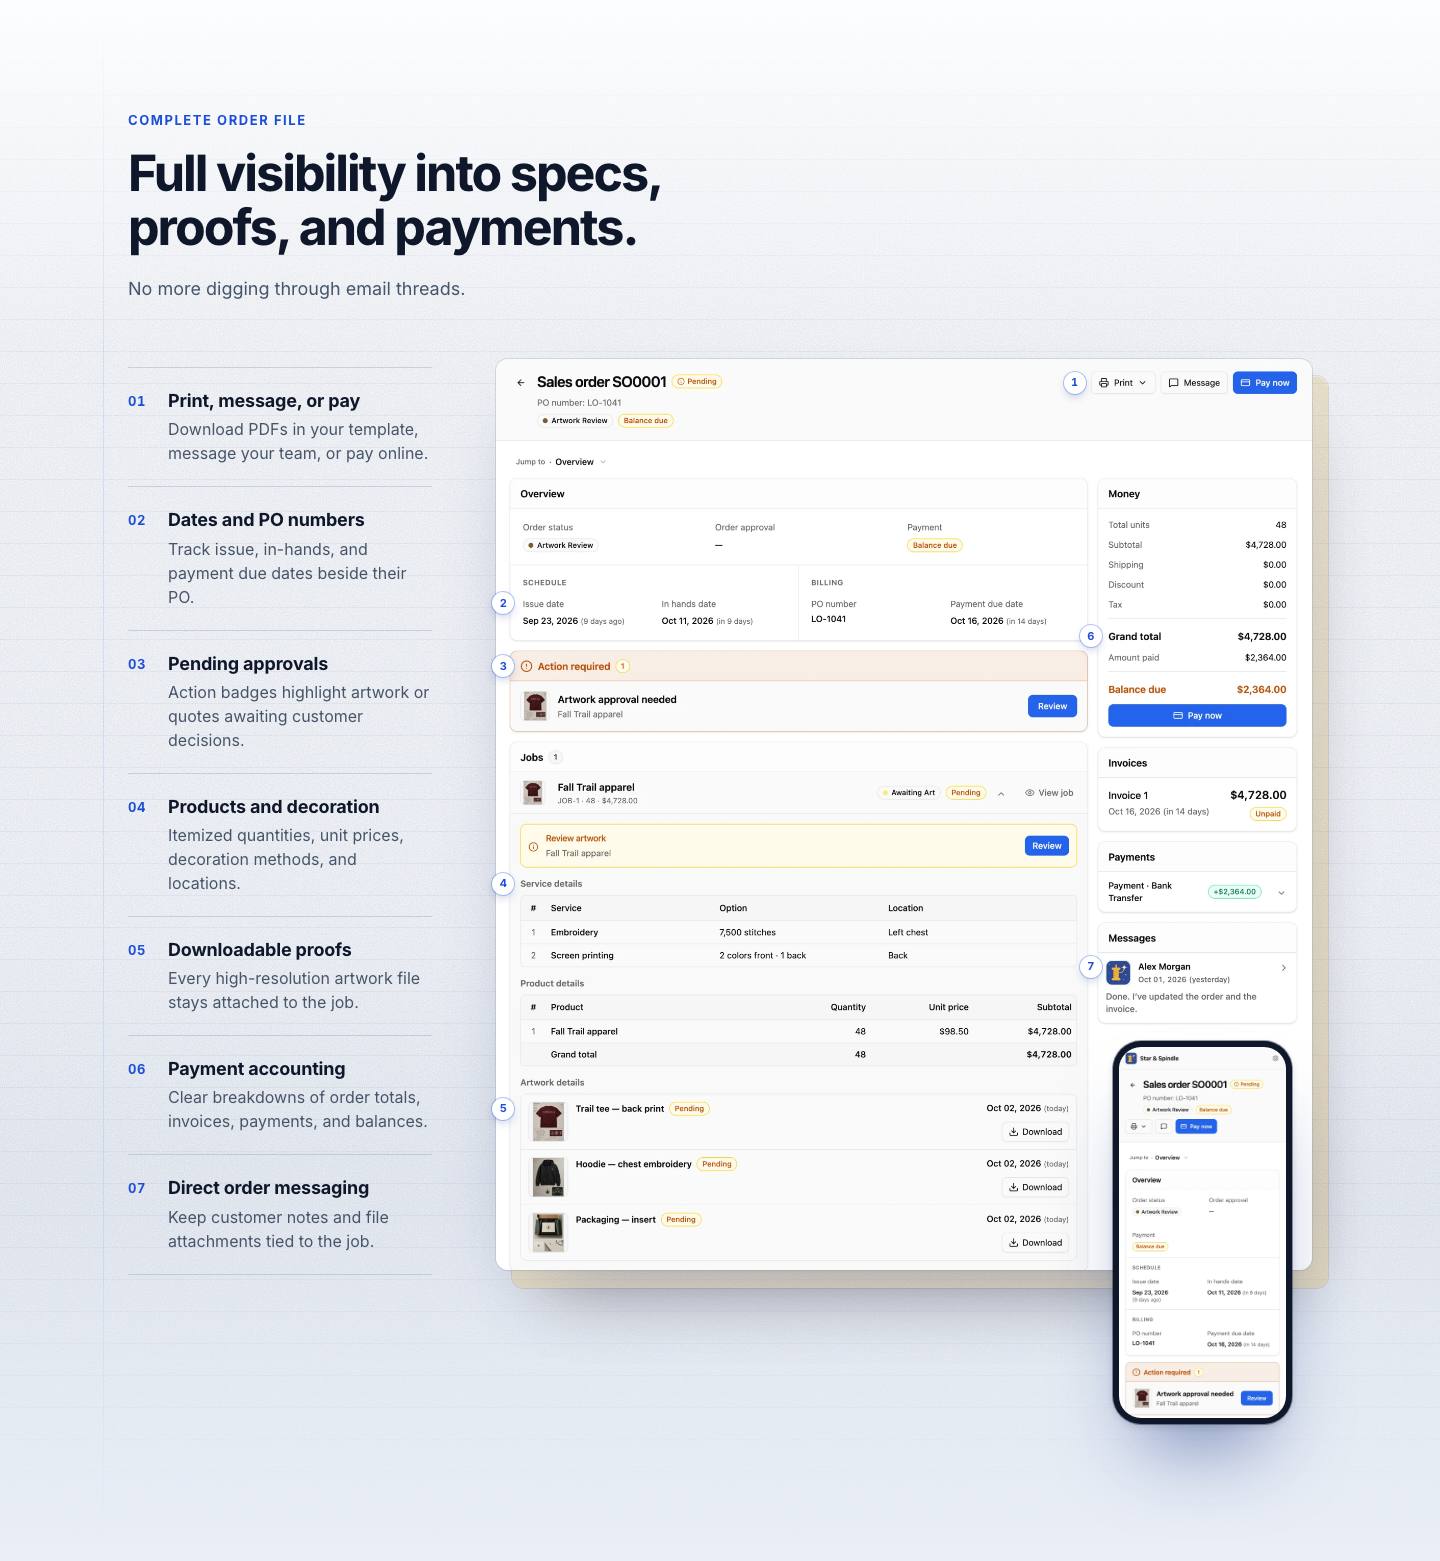 COMPLETE ORDER FILE
Full visibility into specs,
proofs, and payments.
No more digging through email threads.
01 Print, message, or pay
Download PDFs in your template,
message your team, or pay online.
02 Dates and PO numbers
Track issue, in-hands, and
payment due dates beside their
PO.
03 Pending approvals
Action badges highlight artwork or
quotes awaiting customer
decisions.
04 Products and decoration
Itemized quantities, unit prices,
decoration methods, and
locations.
05 Downloadable proofs
Every high-resolution artwork file
stays attached to the job.
06 Payment accounting
Clear breakdowns of order totals,
invoices, payments, and balances.
07 Direct order messaging
Keep customer notes and file
attachments tied to the job.
Sales order SO0001 Pending
1 Print Message Pay now
PO number: LO-1041
Artwork Review Balance due
Jump to · Overview
Overview
Order status Order approval Payment
Artwork Review — Balance due
SCHEDULE BILLING
2 Issue date In hands date PO number Payment due date
Sep 23, 2026 (9 days ago) Oct 11, 2026 (in 9 days) LO-1041 Oct 16, 2026 (in 14 days)
3 Action required 1
Artwork approval needed
Fall Trail apparel
Review
Jobs 1
Fall Trail apparel
JOB-1 · 48 · $4,728.00
Awaiting Art Pending View job
Review artwork
Fall Trail apparel
Review
4 Service details
# Service Option Location
1 Embroidery 7,500 stitches Left chest
2 Screen printing 2 colors front · 1 back Back
Product details
# Product Quantity Unit price Subtotal
1 Fall Trail apparel 48 $98.50 $4,728.00
Grand total 48 $4,728.00
Artwork details
5 Trail tee — back print Pending Oct 02, 2026 (today)
Download
Hoodie — chest embroidery Pending Oct 02, 2026 (today)
Download
Packaging — insert Pending Oct 02, 2026 (today)
Download
Money
Total units 48
Subtotal $4,728.00
Shipping $0.00
Discount $0.00
Tax $0.00
6 Grand total $4,728.00
Amount paid $2,364.00
Balance due $2,364.00
Pay now
Invoices
Invoice 1 $4,728.00
Oct 16, 2026 (in 14 days) Unpaid
Payments
Payment · Bank
Transfer
+$2,364.00
Messages
7 Alex Morgan
Oct 01, 2026 (yesterday)
Done. I've updated the order and the
invoice.
Star & Spindle
Sales order SO0001 Pending
PO number: LO-1041
Artwork Review Balance due
Pay now
Jump to · Overview
Overview
Order status Order approval
Artwork Review —
Payment
Balance due
SCHEDULE
Issue date In hands date
Sep 23, 2026 Oct 11, 2026 (in 9 days)
(9 days ago)
BILLING
PO number Payment due date
LO-1041 Oct 16, 2026 (in 14 days)
Action required 1
Artwork approval needed
Fall Trail apparel
Review